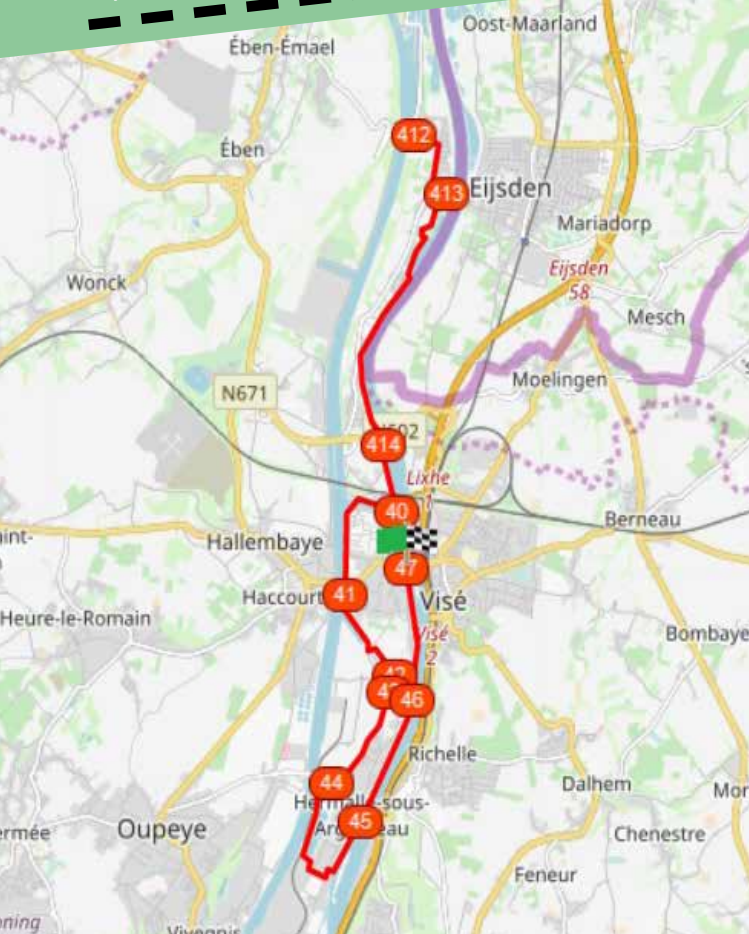 Oost-Maarland
Ében-Émael
412
Ében
413
Eijsden
Mariadorp
Eijsden
58
Wonck
Mesch
Moelingen
N671
414
Lixhe
1
40
Berneau
Hallembaye
47
41
Haccourt
Visé
Heure-le-Romain
Visé
2
Bombaye
46
Richelle
44
Dalhem
Hermalle-sous-
45
Oupeye
Chenestre
Feneur